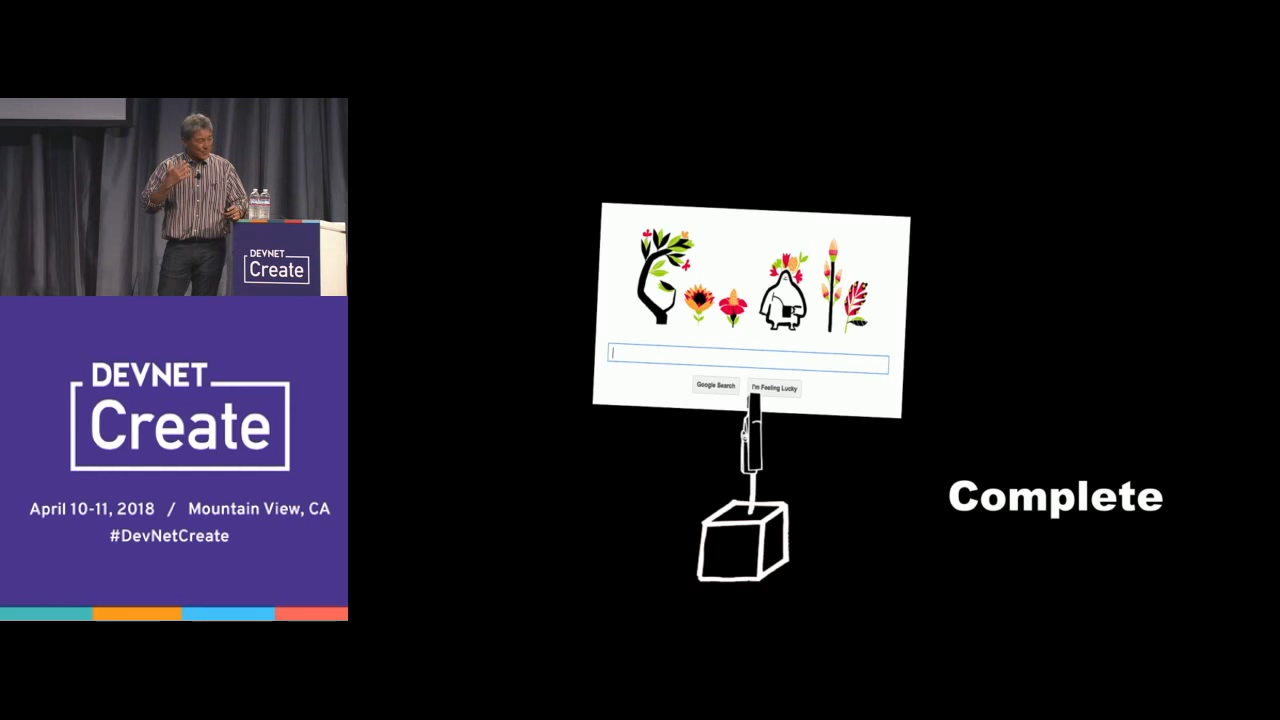 DEVNET
Create
DEVNET
Create
April 10-11, 2018 / Mountain View, CA
#DevNetCreate
Google Search
I'm Feeling Lucky
Complete